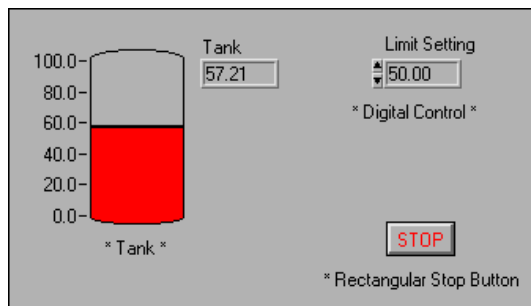 Tank
57.21
Limit Setting
50.00
* Digital Control *
100.0
80.0
60.0
40.0
20.0
0.0
* Tank *
STOP
* Rectangular Stop Button